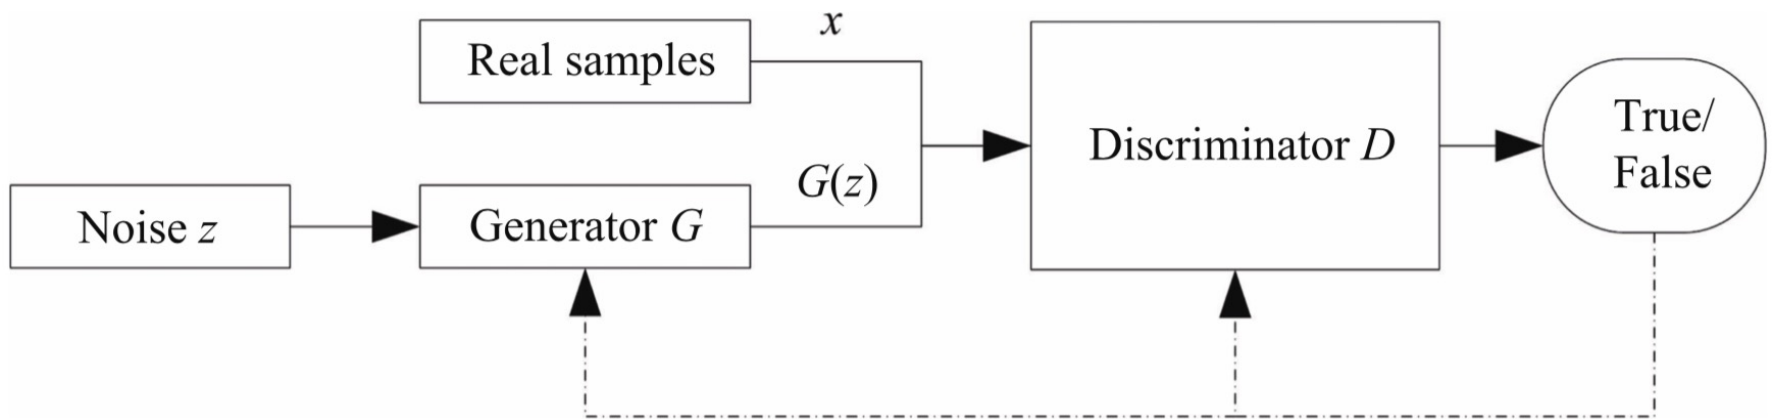 x
Real samples
Discriminator D
True/
False
G(z)
Noise z
Generator G